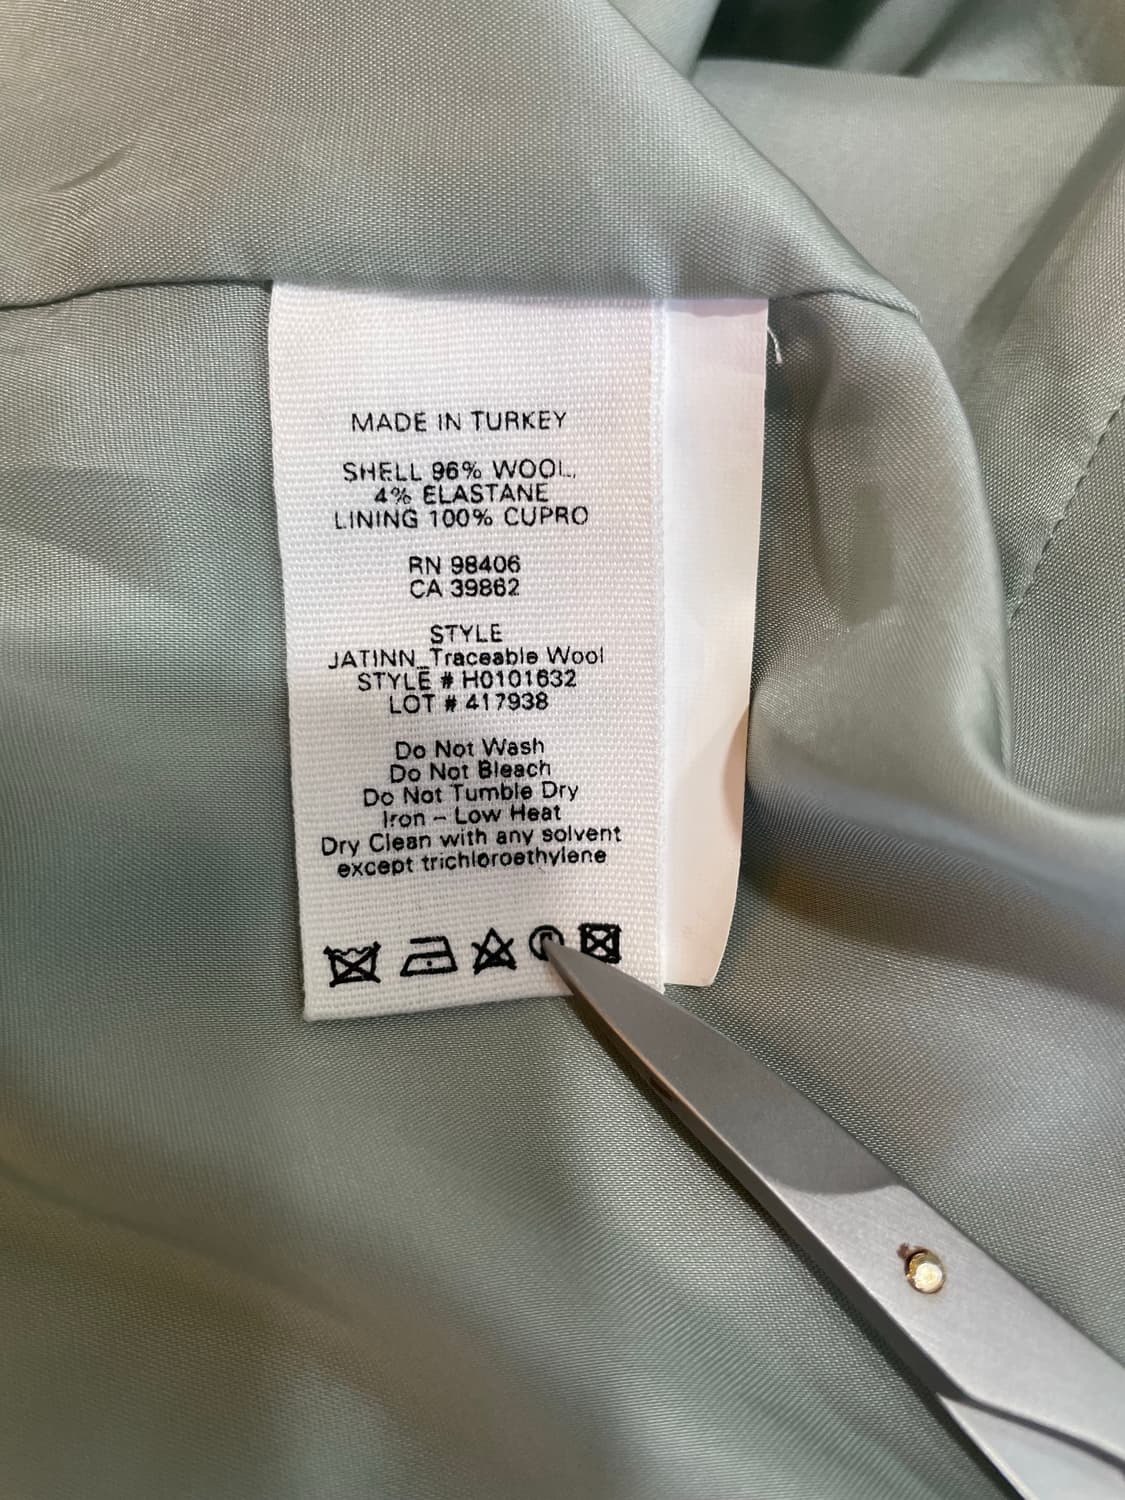 MADE IN TURKEY
SHELL 96% WOOL,
4% ELASTANE
LINING 100% CUPRO
RN 98406
CA 39862
STYLE
JATINN_Traceable Wool
STYLE # H0101632
LOT # 417938
Do Not Wash
Do Not Bleach
Do Not Tumble Dry
Iron – Low Heat
Dry Clean with any solvent
except trichloroethylene